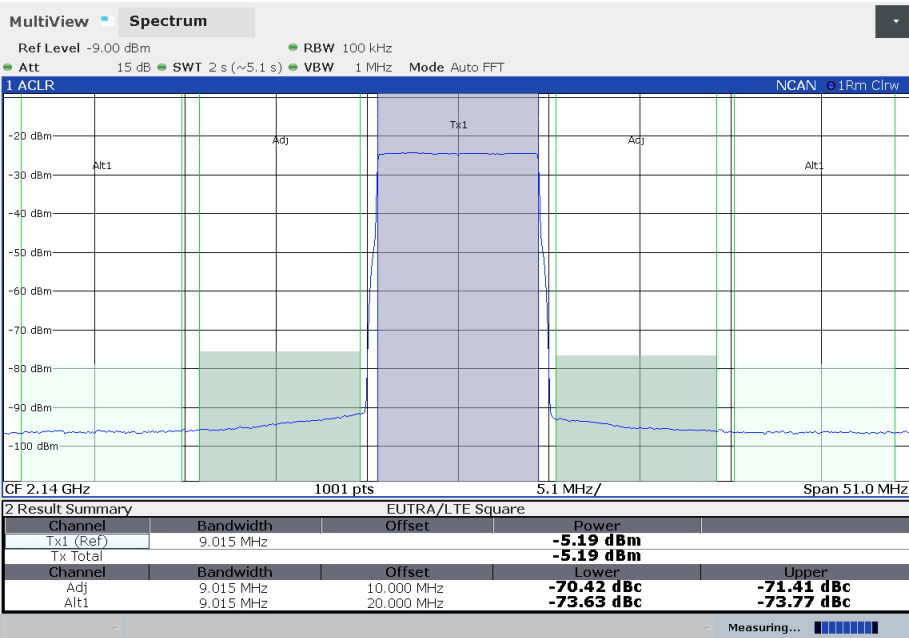 MultiView Spectrum
Ref Level -9.00 dBm RBW 100 kHz
Att 15 dB SWT 2 s (~5.1 s) VBW 1 MHz Mode Auto FFT
1 ACLR NCAN 1Rm Clrw
Tx1
-20 dBm
Adj Adj
Alt1 Alt1
-30 dBm
-40 dBm
-50 dBm
-60 dBm
-70 dBm
-80 dBm
-90 dBm
-100 dBm
CF 2.14 GHz 1001 pts 5.1 MHz/ Span 51.0 MHz
2 Result Summary EUTRA/LTE Square
Channel Bandwidth Offset Power
Tx1 (Ref) 9.015 MHz -5.19 dBm
Tx Total -5.19 dBm
Channel Bandwidth Offset Lower Upper
Adj 9.015 MHz 10.000 MHz -70.42 dBc -71.41 dBc
Alt1 9.015 MHz 20.000 MHz -73.63 dBc -73.77 dBc
Measuring...